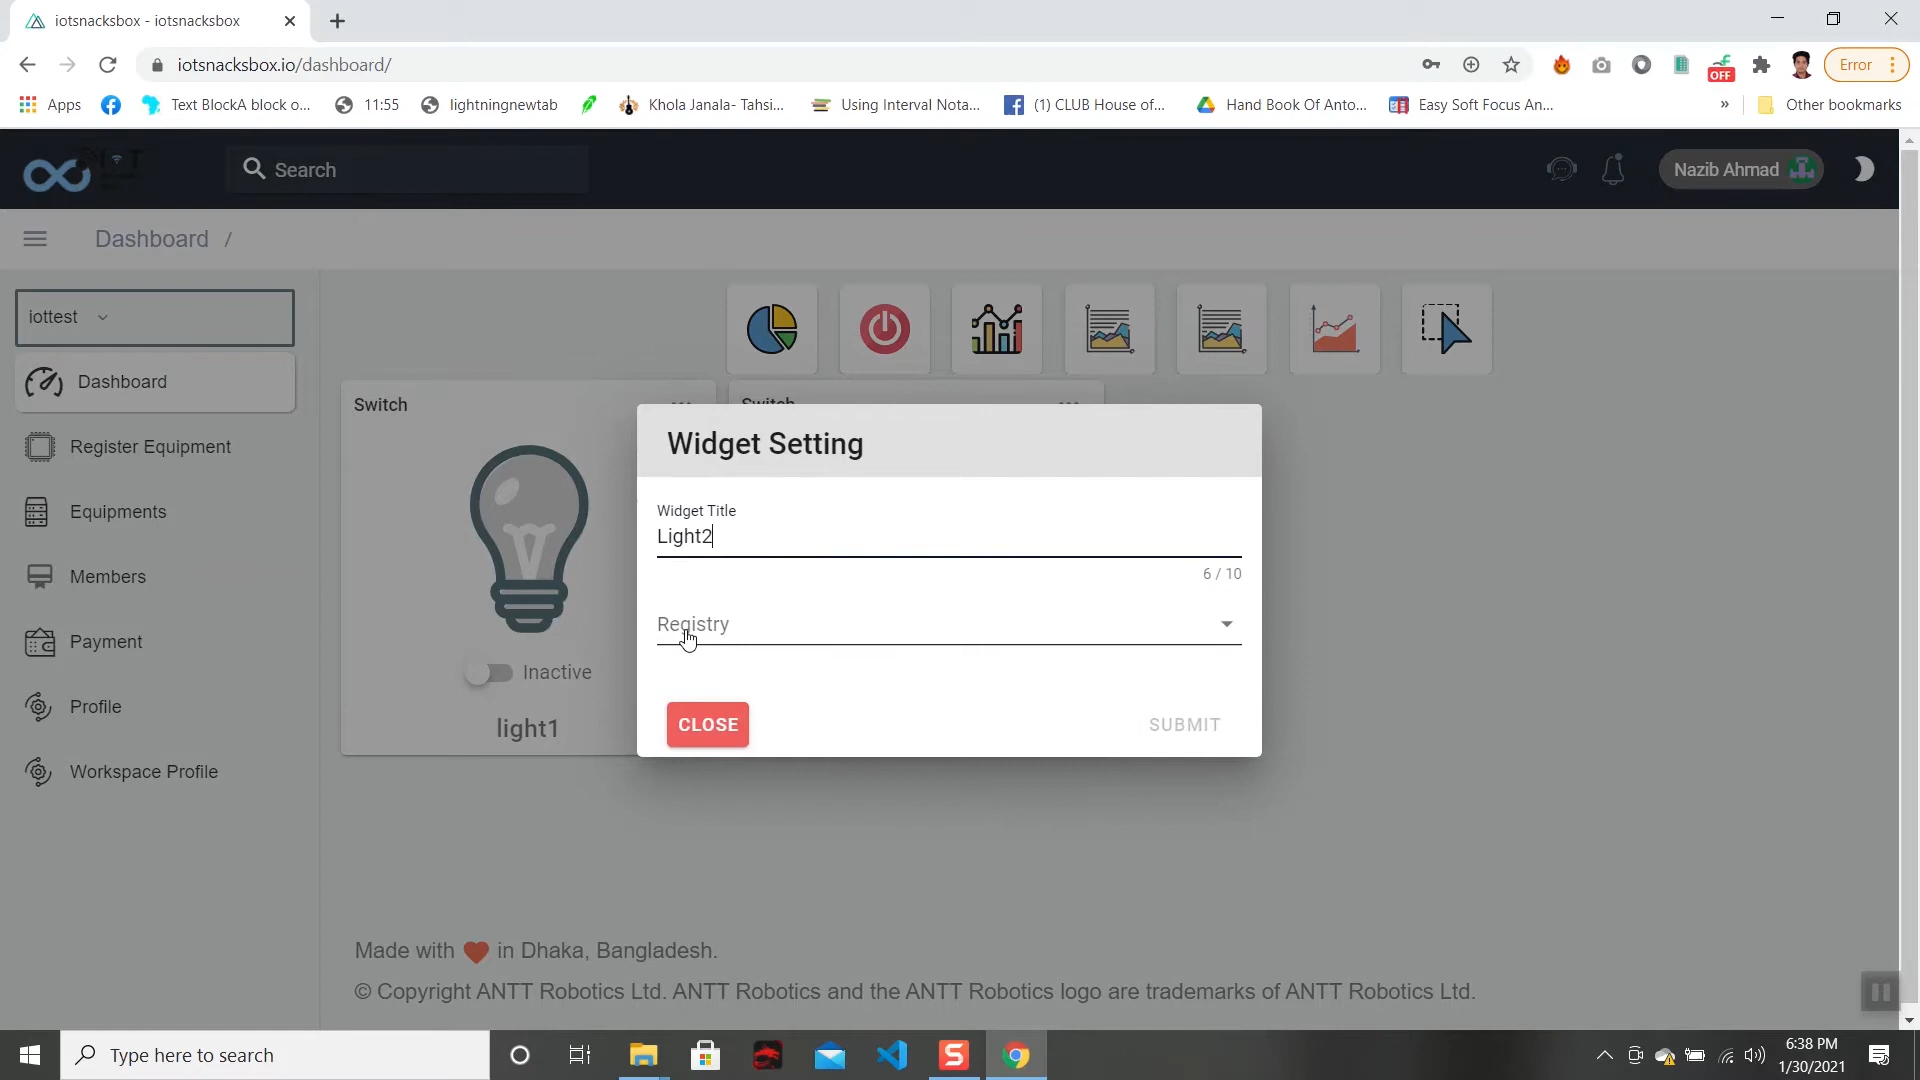 iotsnacksbox - iotsnacksbox
iotsnacksbox.io/dashboard/
OFF
Error
Apps
Text BlockA block o...
11:55
lightningnewtab
Khola Janala- Tahsi...
Using Interval Nota...
(1) CLUB House of...
Hand Book Of Anto...
Easy Soft Focus An...
»
Other bookmarks
Search
Nazib Ahmad
Dashboard /
iottest
Dashboard
Register Equipment
Equipments
Members
Payment
Profile
Workspace Profile
Switch
Switch
Inactive
light1
Widget Setting
Widget Title
Light2
6 / 10
Registry
CLOSE
SUBMIT
Made with in Dhaka, Bangladesh.
© Copyright ANTT Robotics Ltd. ANTT Robotics and the ANTT Robotics logo are trademarks of ANTT Robotics Ltd.
Type here to search
6:38 PM
1/30/2021